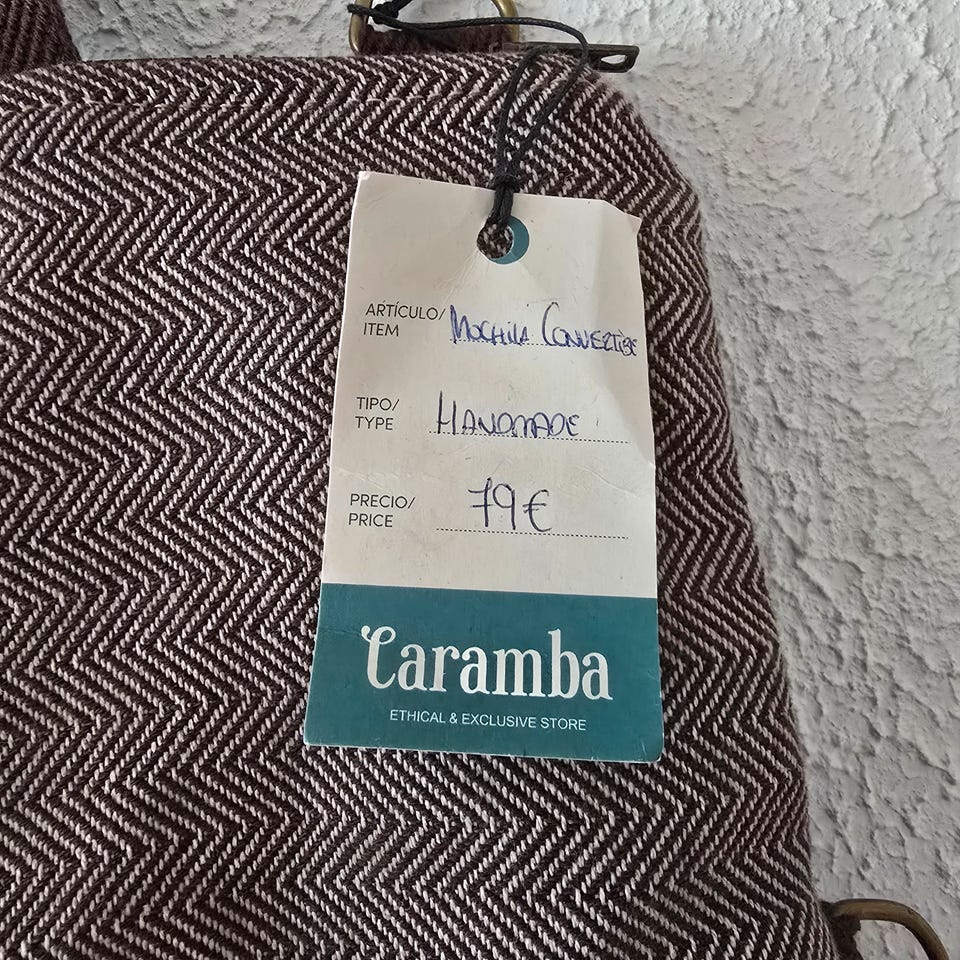 ARTÍCULO/ MOCHILA CONVERTIBLE
ITEM
TIPO/ HANDMADE
TYPE
PRECIO/ 79€
PRICE
Caramba
ETHICAL & EXCLUSIVE STORE